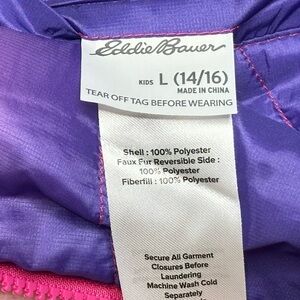 Eddie Bauer
KIDS L (14/16)
MADE IN CHINA
TEAR OFF TAG BEFORE WEARING
Shell : 100% Polyester
Faux Fur Reversible Side :
100% Polyester
Fiberfill : 100% Polyester
Secure All Garment
Closures Before
Laundering
Machine Wash Cold
Separately